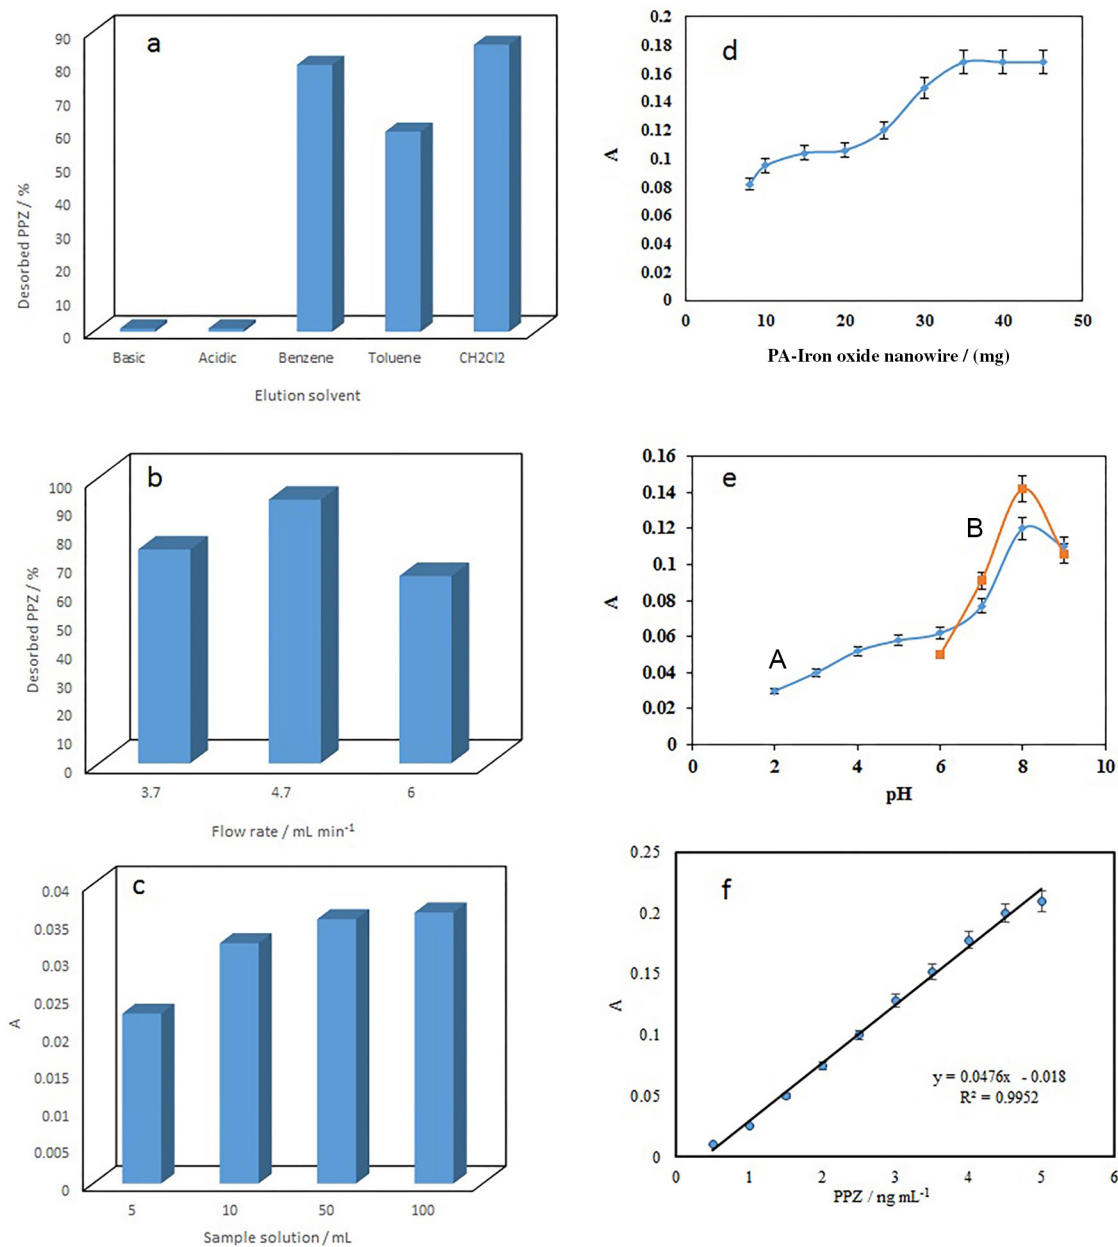 a
90
80
70
60
50
40
30
20
10
0
Desorbed PPZ / %
Basic Acidic Benzene Toluene CH2Cl2
Elution solvent
d
0.2
0.18
0.16
0.14
0.12
0.1
0.08
0.06
0.04
0.02
0
A
0 10 20 30 40 50
PA-Iron oxide nanowire / (mg)
b
100
90
80
70
60
50
40
30
20
10
0
Desorbed PPZ / %
3.7 4.7 6
Flow rate / mL min-1
e
0.16
0.14
0.12
0.1
0.08
0.06
0.04
0.02
0
A
B
A
0 2 4 6 8 10
pH
c
0.04
0.035
0.03
0.025
0.02
0.015
0.01
0.005
0
A
5 10 50 100
Sample solution / mL
f
0.25
0.2
0.15
0.1
0.05
0
A
y = 0.0476x - 0.018
R² = 0.9952
0 1 2 3 4 5 6
PPZ / ng mL-1